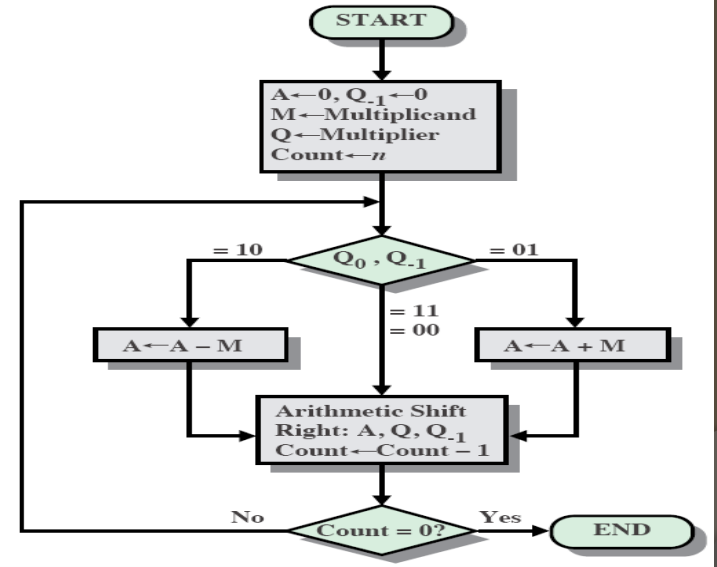 START
A←0, Q₋₁←0
M←Multiplicand
Q←Multiplier
Count←n
= 10
Q₀ , Q₋₁
= 01
= 11
= 00
A←A – M
A←A + M
Arithmetic Shift
Right: A, Q, Q₋₁
Count←Count – 1
No
Count = 0?
Yes
END